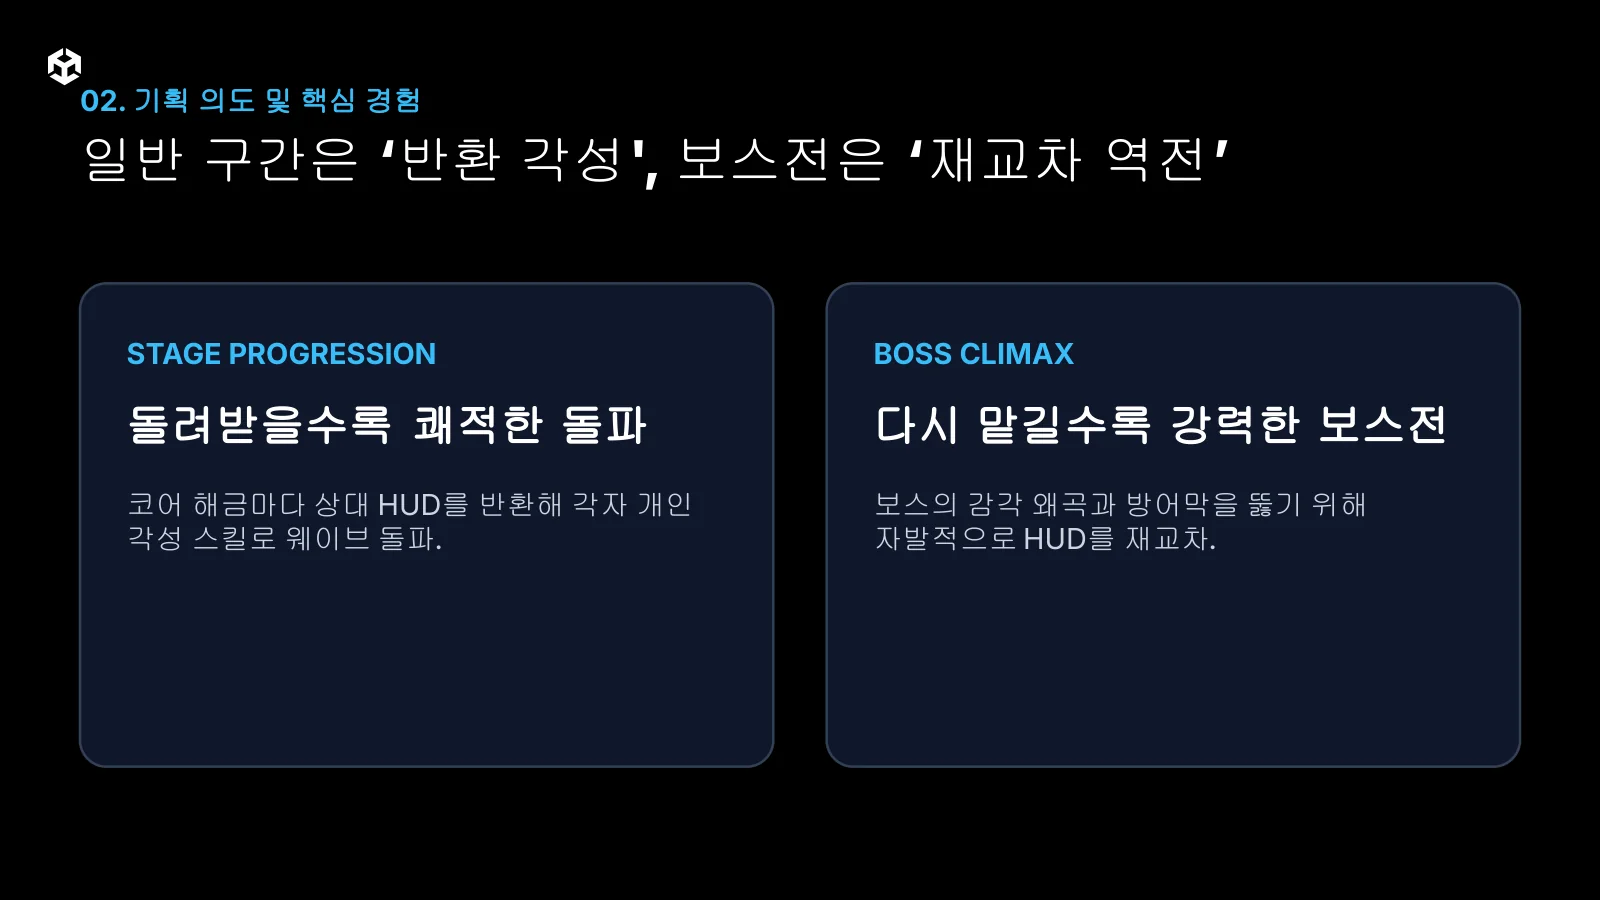 02. 기획 의도 및 핵심 경험
일반 구간은 ‘반환 각성', 보스전은 ‘재교차 역전’
STAGE PROGRESSION
돌려받을수록 쾌적한 돌파
코어 해금마다 상대 HUD를 반환해 각자 개인
각성 스킬로 웨이브 돌파.
BOSS CLIMAX
다시 맡길수록 강력한 보스전
보스의 감각 왜곡과 방어막을 뚫기 위해
자발적으로 HUD를 재교차.